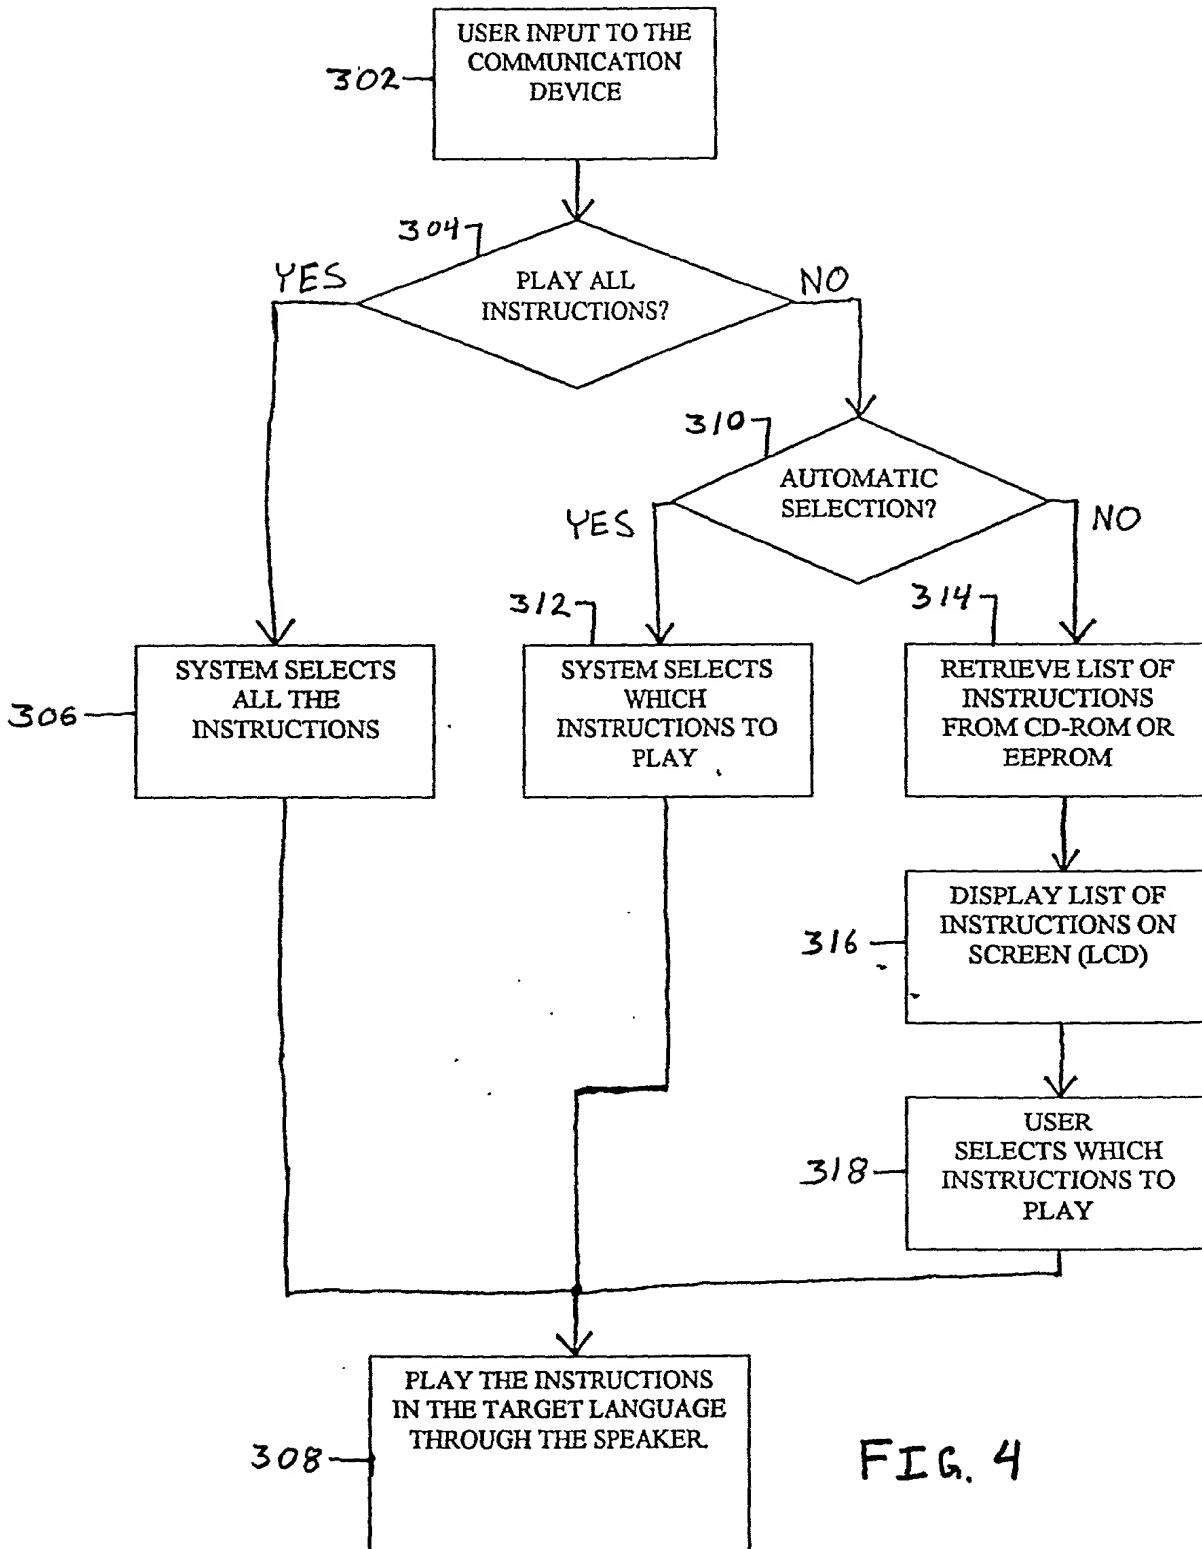 USER INPUT TO THE
COMMUNICATION
DEVICE
302
304
YES
PLAY ALL
INSTRUCTIONS?
NO
310
AUTOMATIC
SELECTION?
YES
NO
312
314
306
SYSTEM SELECTS
ALL THE
INSTRUCTIONS
SYSTEM SELECTS
WHICH
INSTRUCTIONS TO
PLAY
RETRIEVE LIST OF
INSTRUCTIONS
FROM CD-ROM OR
EEPROM
316
DISPLAY LIST OF
INSTRUCTIONS ON
SCREEN (LCD)
318
USER
SELECTS WHICH
INSTRUCTIONS TO
PLAY
308
PLAY THE INSTRUCTIONS
IN THE TARGET LANGUAGE
THROUGH THE SPEAKER.
FIG. 4